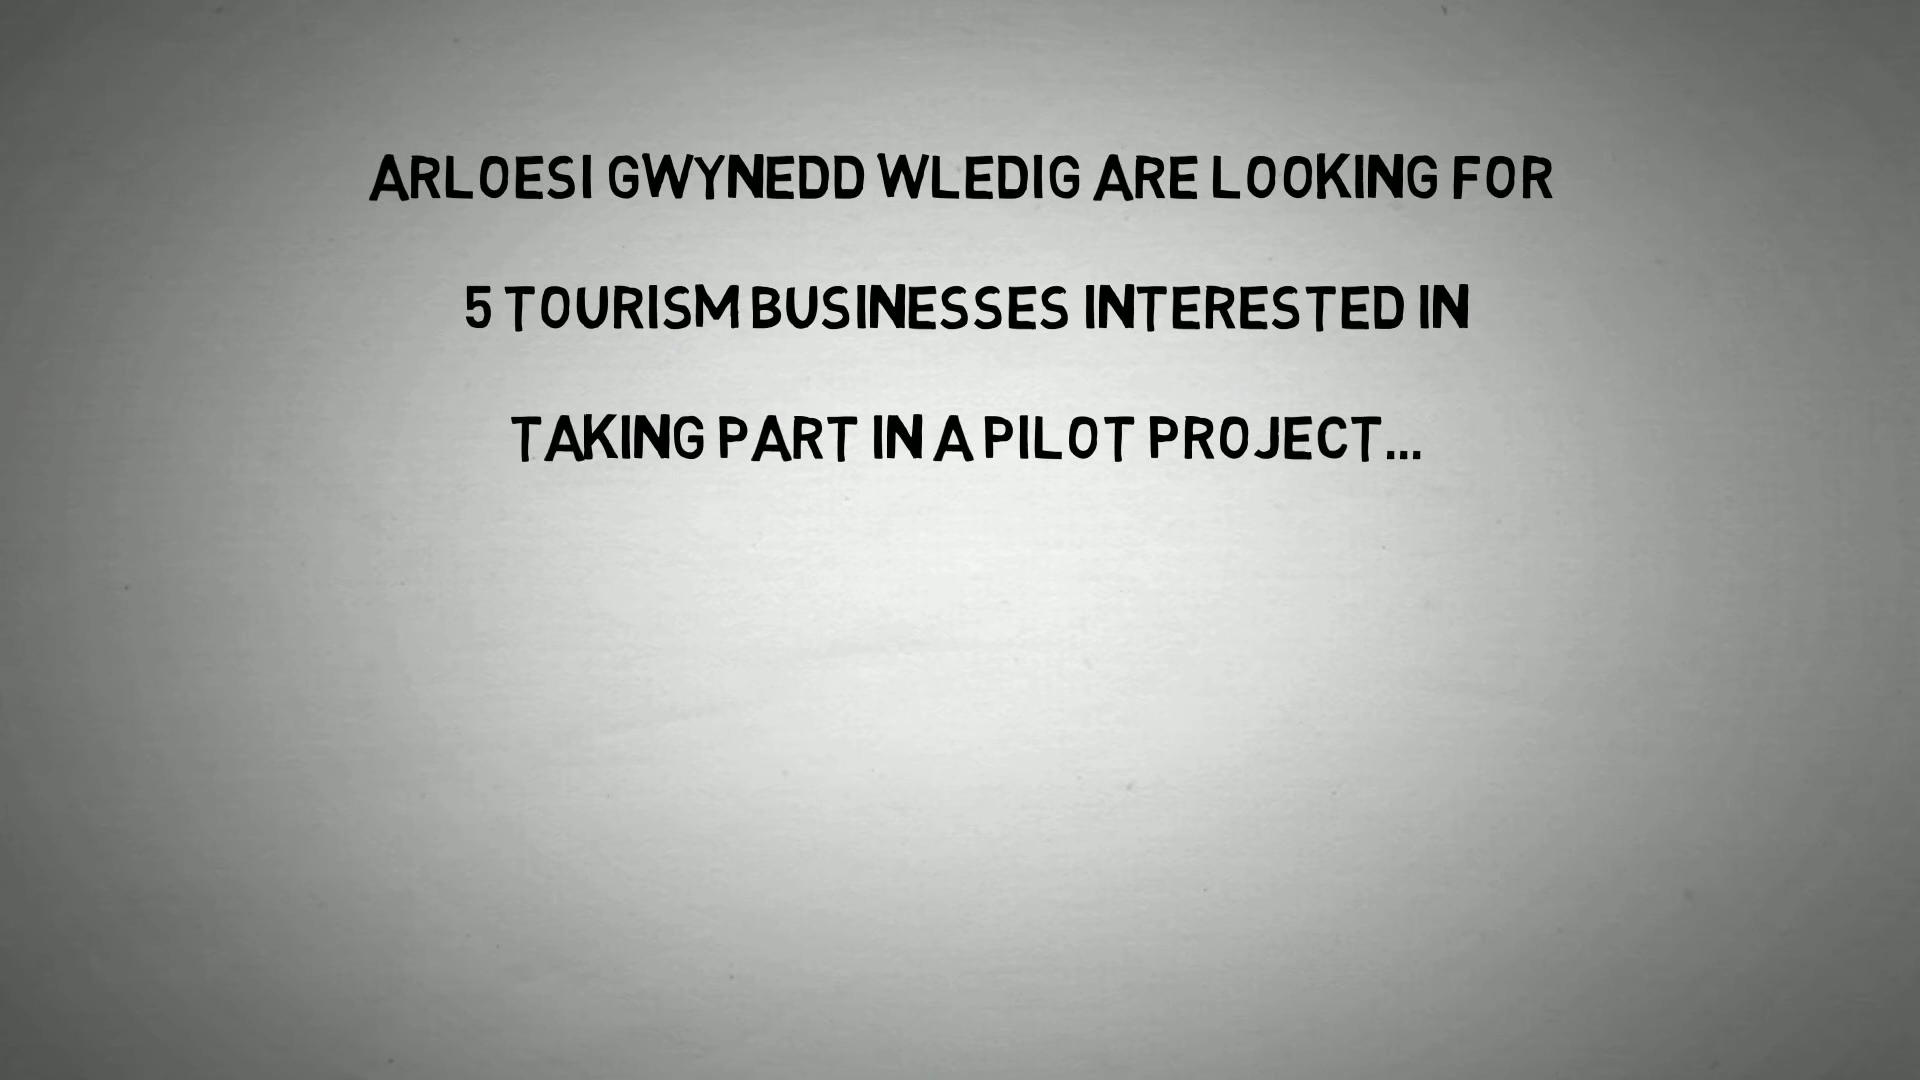 ARLOESI GWYNEDD WLEDIG ARE LOOKING FOR
5 TOURISM BUSINESSES INTERESTED IN
TAKING PART IN A PILOT PROJECT...